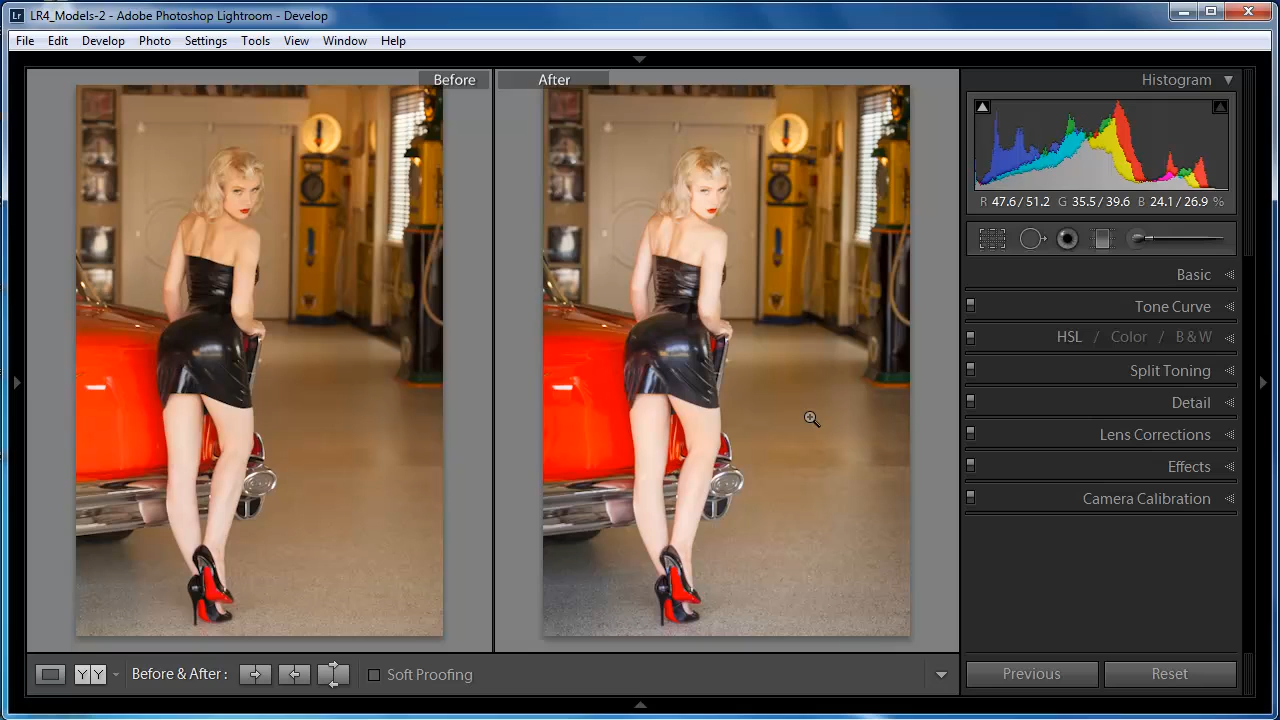 LR4_Models-2 - Adobe Photoshop Lightroom - Develop
File Edit Develop Photo Settings Tools View Window Help
Before
After
Histogram
R 47.6 / 51.2 G 35.5 / 39.6 B 24.1 / 26.9 %
Basic
Tone Curve
HSL / Color / B & W
Split Toning
Detail
Lens Corrections
Effects
Camera Calibration
YY Before & After : Soft Proofing
Previous Reset